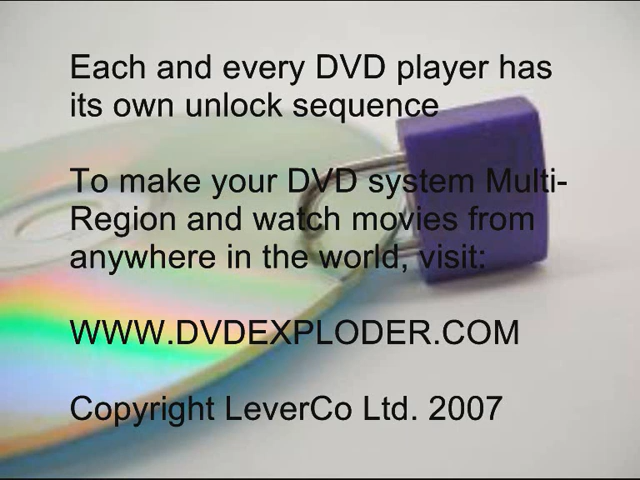 Each and every DVD player has
its own unlock sequence
To make your DVD system Multi-
Region and watch movies from
anywhere in the world, visit:
WWW.DVDEXPLODER.COM
Copyright LeverCo Ltd. 2007